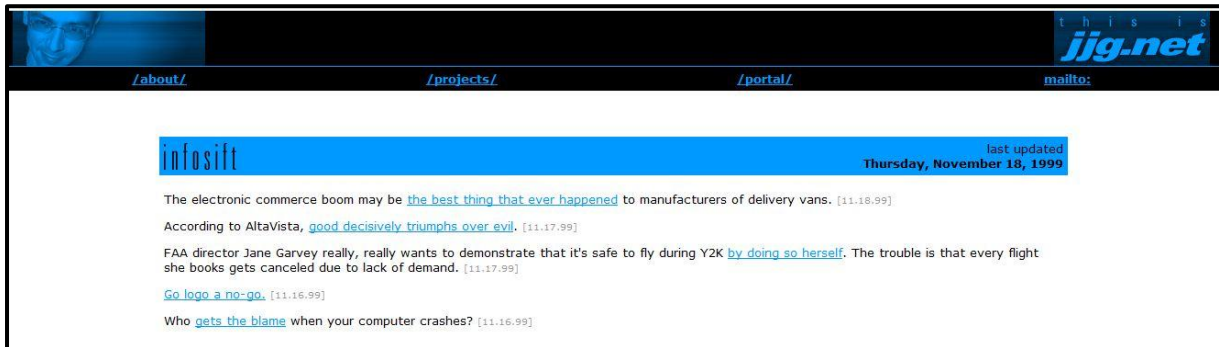 this is
jjg.net
/about/ /projects/ /portal/ mailto:
infosift
last updated
Thursday, November 18, 1999
The electronic commerce boom may be the best thing that ever happened to manufacturers of delivery vans. [11.18.99]
According to AltaVista, good decisively triumphs over evil. [11.17.99]
FAA director Jane Garvey really, really wants to demonstrate that it's safe to fly during Y2K by doing so herself. The trouble is that every flight
she books gets canceled due to lack of demand. [11.17.99]
Go logo a no-go. [11.16.99]
Who gets the blame when your computer crashes? [11.16.99]